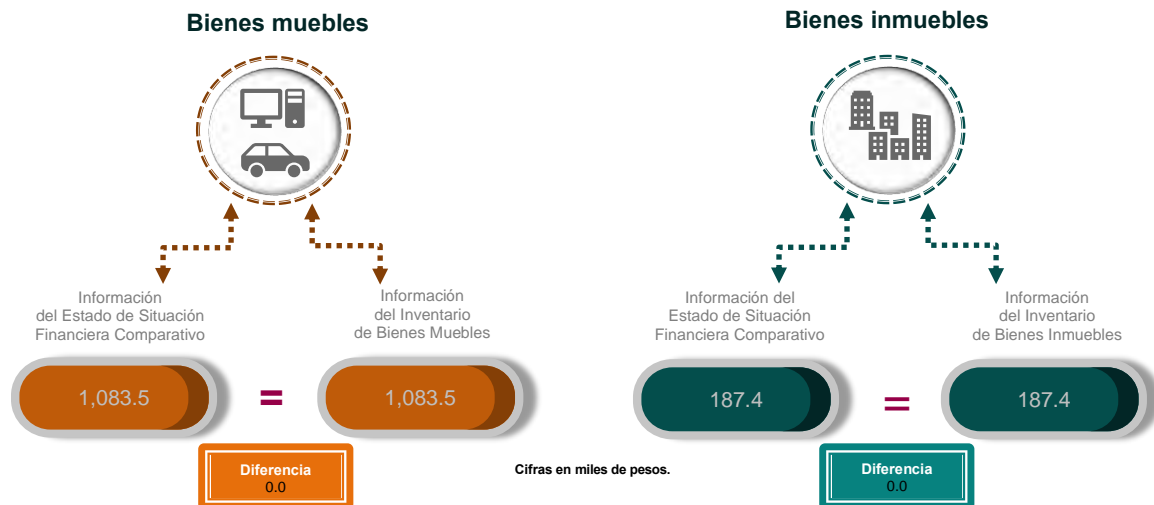 Bienes muebles
Información
del Estado de Situación
Financiera Comparativo
Información
del Inventario
de Bienes Muebles
1,083.5
=
1,083.5
Diferencia
0.0
Cifras en miles de pesos.
Bienes inmuebles
Información del
Estado de Situación
Financiera Comparativo
Información
del Inventario
de Bienes Inmuebles
187.4
=
187.4
Diferencia
0.0